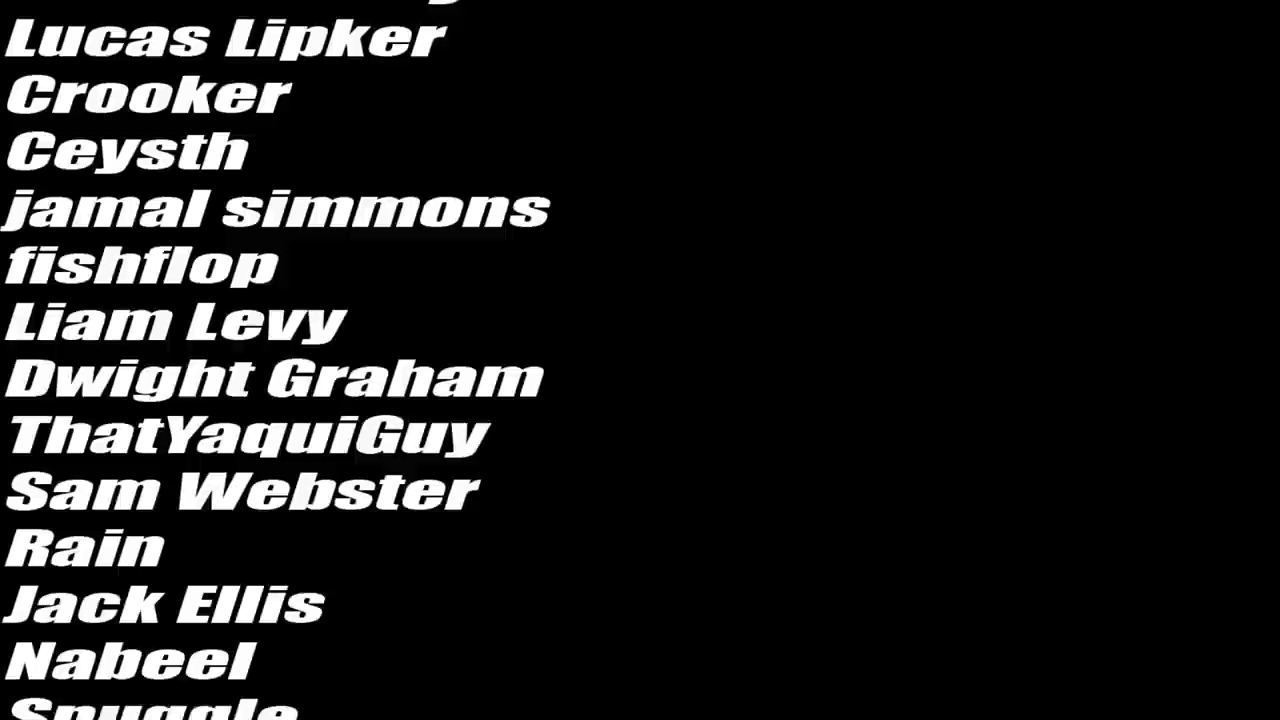 Lucas Lipker
Crooker
Ceysth
jamal simmons
fishflop
Liam Levy
Dwight Graham
ThatYaquiGuy
Sam Webster
Rain
Jack Ellis
Nabeel